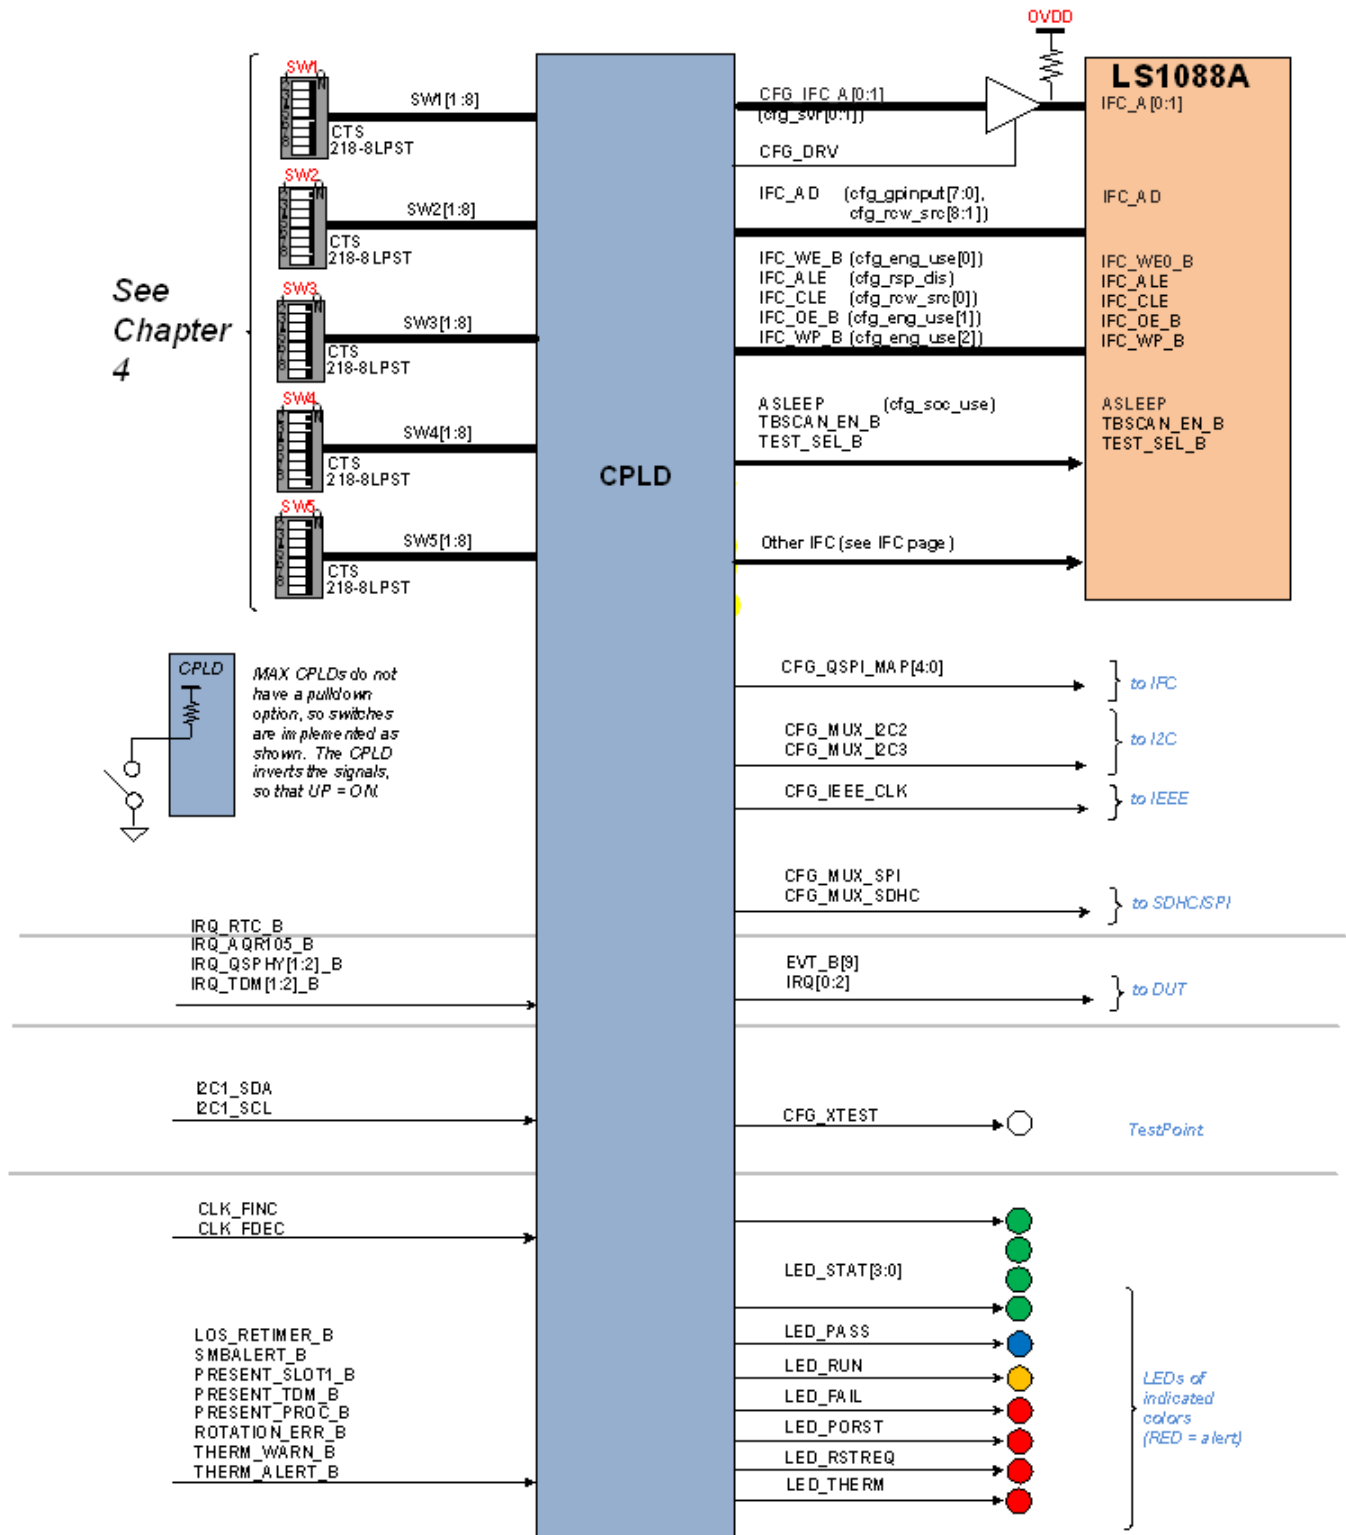 OVDD
LS1088A
SW1
SW1[1:8]
CTS
218-8LPST
CFG_IFC_A[0:1]
(cfg_svr[0:1])
IFC_A[0:1]
CFG_DRV
SW2
SW2[1:8]
CTS
218-8LPST
IFC_AD (cfg_gpinput[7:0],
cfg_rcw_src[8:1])
IFC_AD
See
Chapter
4
SW3
SW3[1:8]
CTS
218-8LPST
IFC_WE_B (cfg_eng_use[0])
IFC_ALE (cfg_rsp_dis)
IFC_CLE (cfg_rcw_src[0])
IFC_OE_B (cfg_eng_use[1])
IFC_WP_B (cfg_eng_use[2])
IFC_WE0_B
IFC_ALE
IFC_CLE
IFC_OE_B
IFC_WP_B
SW4
SW4[1:8]
CTS
218-8LPST
ASLEEP (cfg_soc_use)
TBSCAN_EN_B
TEST_SEL_B
ASLEEP
TBSCAN_EN_B
TEST_SEL_B
CPLD
SW5
SW5[1:8]
CTS
218-8LPST
Other IFC (see IFC page)
CPLD
MAX CPLDs do not
have a pulldown
option, so switches
are implemented as
shown. The CPLD
inverts the signals,
so that UP = ON.
CFG_QSPI_MAP[4:0]
to IFC
CFG_MUX_I2C2
CFG_MUX_I2C3
to I2C
CFG_IEEE_CLK
to IEEE
CFG_MUX_SPI
CFG_MUX_SDHC
to SDHC/SPI
IRQ_RTC_B
IRQ_AQR105_B
IRQ_QSPHY[1:2]_B
IRQ_TDM[1:2]_B
EVT_B[9]
IRQ[0:2]
to DUT
I2C1_SDA
I2C1_SCL
CFG_XTEST
TestPoint
CLK_FINC
CLK_FDEC
LED_STAT[3:0]
LOS_RETIMER_B
SMBALERT_B
PRESENT_SLOT1_B
PRESENT_TDM_B
PRESENT_PROC_B
ROTATION_ERR_B
THERM_WARN_B
THERM_ALERT_B
LED_PASS
LED_RUN
LED_FAIL
LED_PORST
LED_RSTREQ
LED_THERM
LEDs of
indicated
colors
(RED = alert)